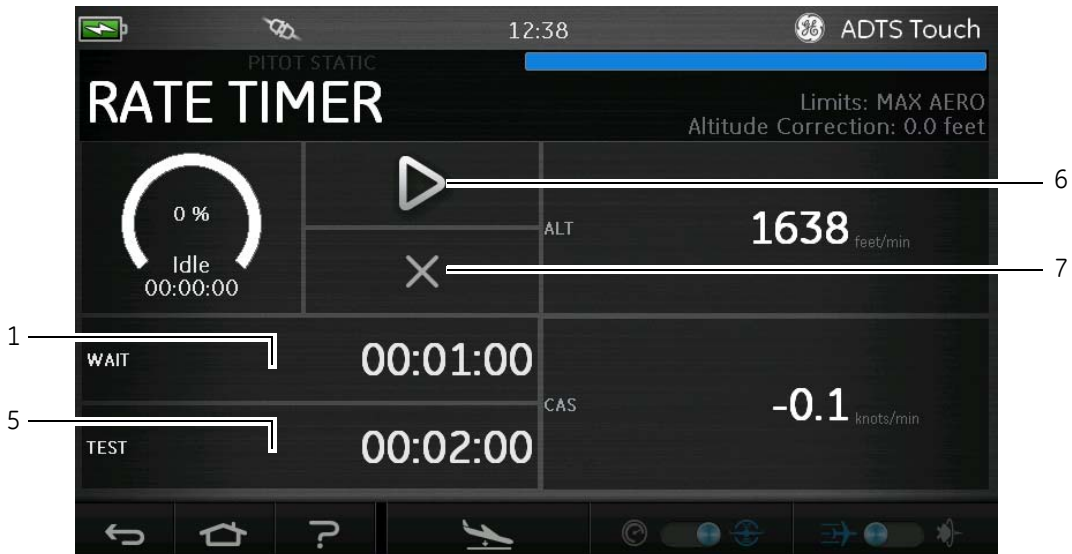 12:38
ADTS Touch
PITOT STATIC
RATE TIMER
Limits: MAX AERO
Altitude Correction: 0.0 feet
6
0 %
Idle
00:00:00
ALT
1638 feet/min
7
1
WAIT
00:01:00
CAS
-0.1 knots/min
5
TEST
00:02:00
?